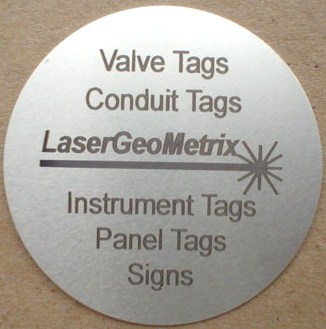 Valve Tags
Conduit Tags
LaserGeoMetrix
Instrument Tags
Panel Tags
Signs